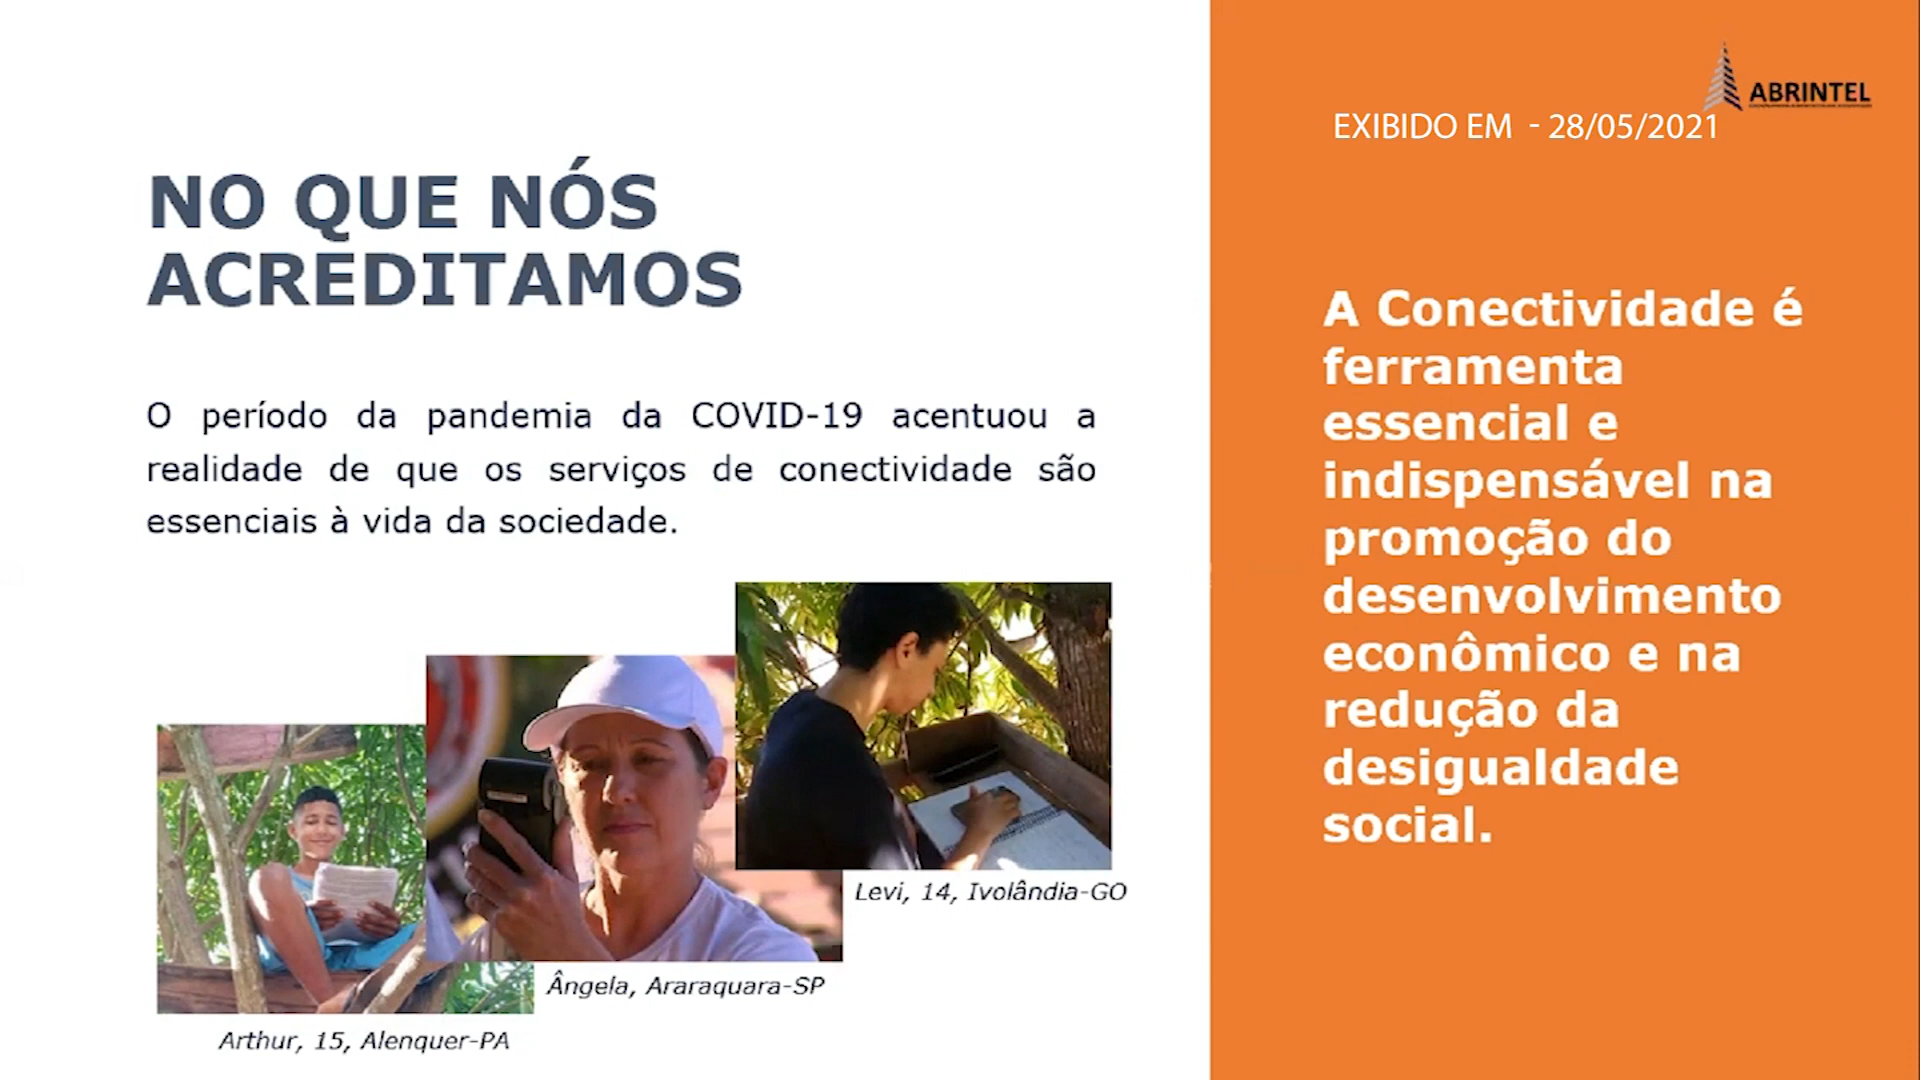 NO QUE NÓS
ACREDITAMOS
O período da pandemia da COVID-19 acentuou a
realidade de que os serviços de conectividade são
essenciais à vida da sociedade.
Levi, 14, Ivolândia-GO
Ângela, Araraquara-SP
Arthur, 15, Alenquer-PA
ABRINTEL
EXIBIDO EM - 28/05/2021
A Conectividade é
ferramenta
essencial e
indispensável na
promoção do
desenvolvimento
econômico e na
redução da
desigualdade
social.